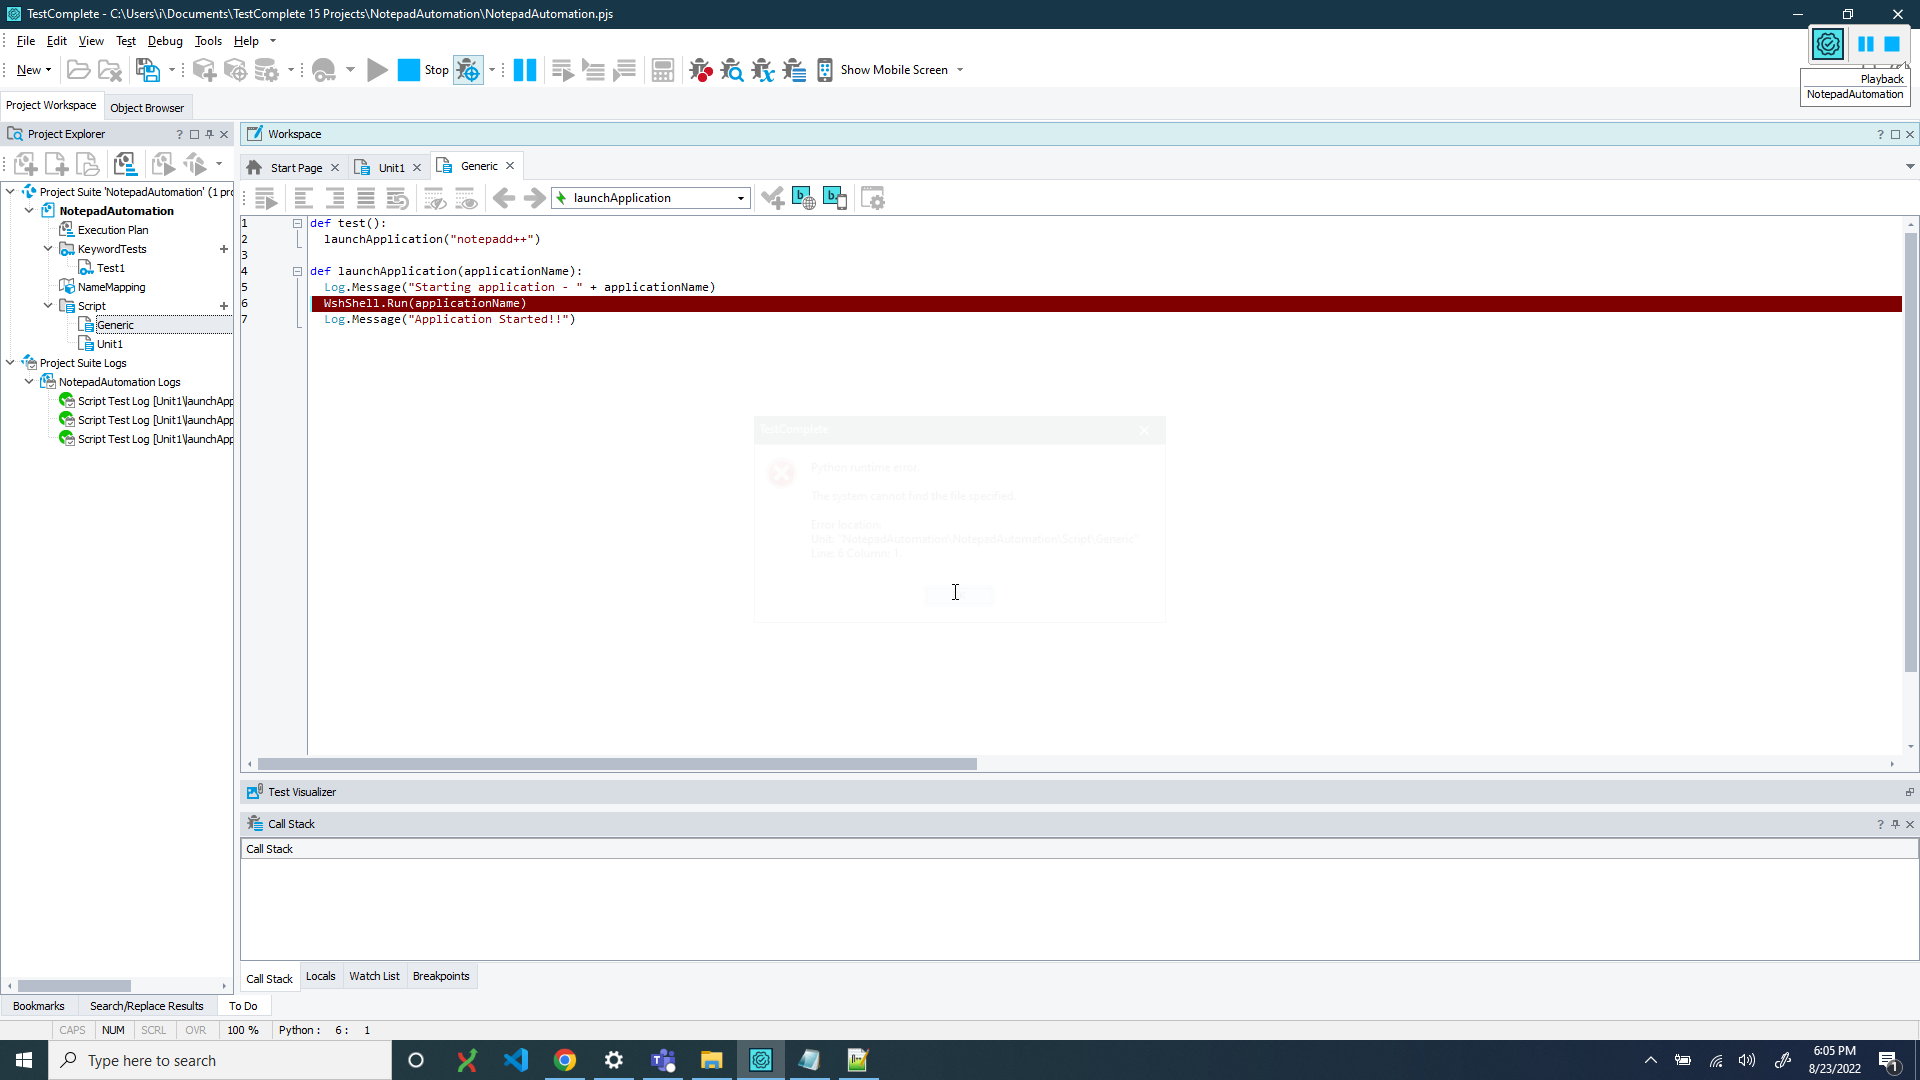 TestComplete - C:\Users\i\Documents\TestComplete 15 Projects\NotepadAutomation\NotepadAutomation.pjs
File Edit View Test Debug Tools Help
New Stop Show Mobile Screen
Playback
NotepadAutomation
Project Workspace Object Browser
Project Explorer
Workspace
Start Page Unit1 Generic
launchApplication
Project Suite 'NotepadAutomation' (1 pro
NotepadAutomation
Execution Plan
KeywordTests
Test1
NameMapping
Script
Generic
Unit1
Project Suite Logs
NotepadAutomation Logs
Script Test Log [Unit1\launchApp
Script Test Log [Unit1\launchApp
Script Test Log [Unit1\launchApp
1 def test():
2 launchApplication("notepadd++")
3
4 def launchApplication(applicationName):
5 Log.Message("Starting application - " + applicationName)
6 WshShell.Run(applicationName)
7 Log.Message("Application Started!!")
TestComplete
Python runtime error.
The system cannot find the file specified.
Error location:
Unit: "NotepadAutomation\NotepadAutomation\Script\Generic
Line: 6 Column: 1
Test Visualizer
Call Stack
Call Stack
Call Stack Locals Watch List Breakpoints
Bookmarks Search/Replace Results To Do
CAPS NUM SCRL OVR 100 % Python : 6 : 1
Type here to search
6:05 PM
8/23/2022
1